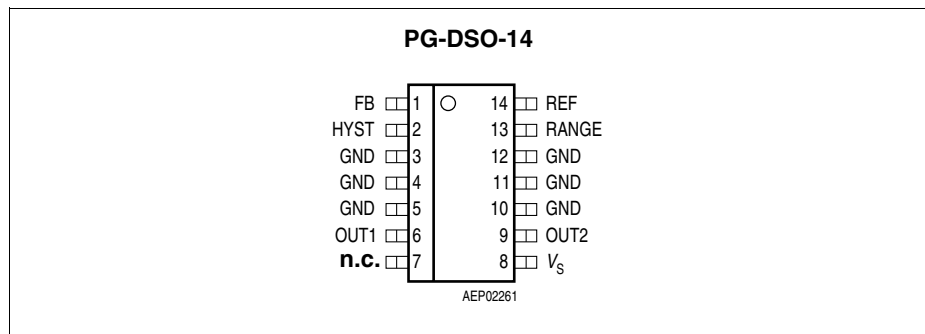 PG-DSO-14
FB 1 14 REF
HYST 2 13 RANGE
GND 3 12 GND
GND 4 11 GND
GND 5 10 GND
OUT1 6 9 OUT2
n.c. 7 8 VS
AEP02261